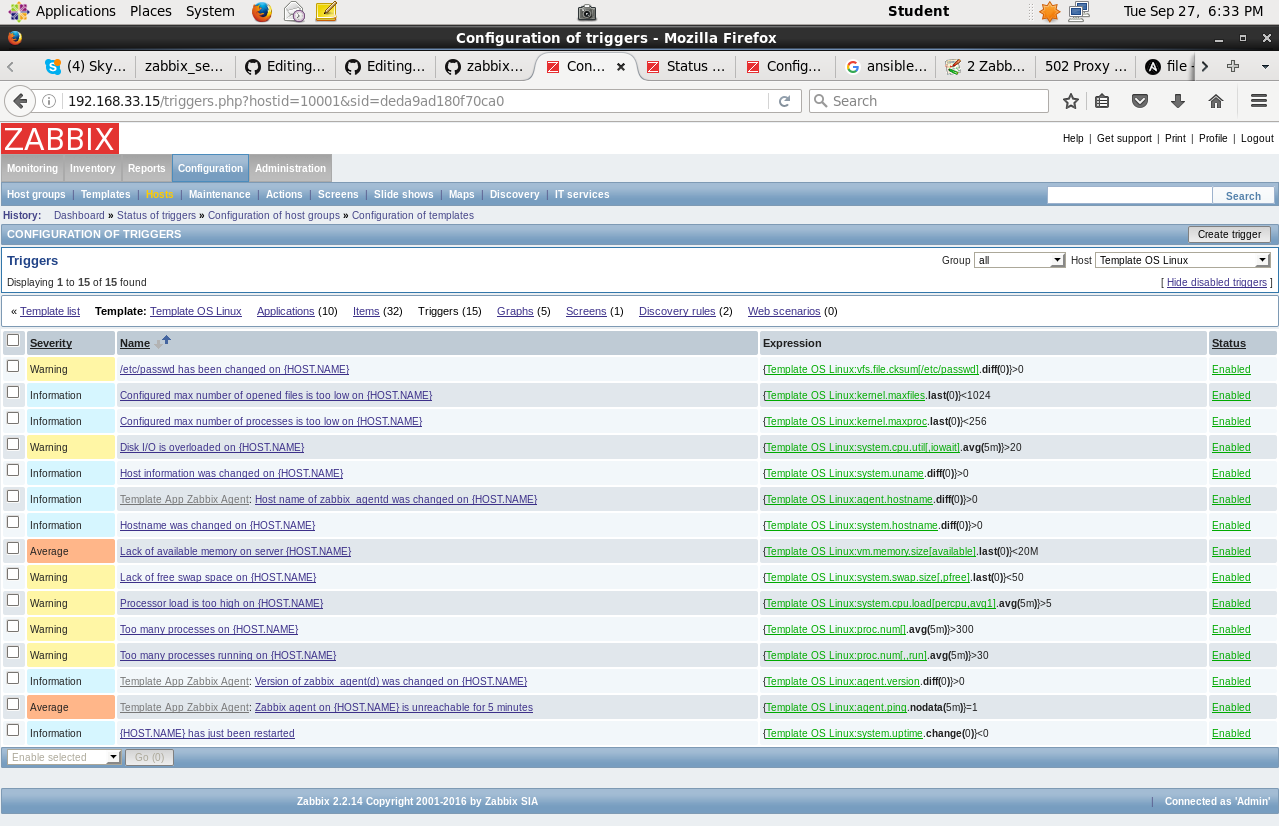 Applications Places System Student Tue Sep 27, 6:33 PM
Configuration of triggers - Mozilla Firefox
(4) Sky... zabbix_se... Editing... Editing... zabbix... Con... Status ... Config... ansible... 2 Zabb... 502 Proxy ... file
192.168.33.15/triggers.php?hostid=10001&sid=deda9ad180f70ca0 Search
ZABBIX Help | Get support | Print | Profile | Logout
Monitoring Inventory Reports Configuration Administration
Host groups | Templates | Hosts | Maintenance | Actions | Screens | Slide shows | Maps | Discovery | IT services Search
History: Dashboard » Status of triggers » Configuration of host groups » Configuration of templates
CONFIGURATION OF TRIGGERS Create trigger
Triggers Group all Host Template OS Linux
Displaying 1 to 15 of 15 found [ Hide disabled triggers ]
« Template list Template: Template OS Linux Applications (10) Items (32) Triggers (15) Graphs (5) Screens (1) Discovery rules (2) Web scenarios (0)
Severity Name Expression Status
Warning /etc/passwd has been changed on {HOST.NAME} {Template OS Linux:vfs.file.cksum[/etc/passwd].diff(0)}>0 Enabled
Information Configured max number of opened files is too low on {HOST.NAME} {Template OS Linux:kernel.maxfiles.last(0)}<1024 Enabled
Information Configured max number of processes is too low on {HOST.NAME} {Template OS Linux:kernel.maxproc.last(0)}<256 Enabled
Warning Disk I/O is overloaded on {HOST.NAME} {Template OS Linux:system.cpu.util[,iowait].avg(5m)}>20 Enabled
Information Host information was changed on {HOST.NAME} {Template OS Linux:system.uname.diff(0)}>0 Enabled
Information Template App Zabbix Agent: Host name of zabbix_agentd was changed on {HOST.NAME} {Template OS Linux:agent.hostname.diff(0)}>0 Enabled
Information Hostname was changed on {HOST.NAME} {Template OS Linux:system.hostname.diff(0)}>0 Enabled
Average Lack of available memory on server {HOST.NAME} {Template OS Linux:vm.memory.size[available].last(0)}<20M Enabled
Warning Lack of free swap space on {HOST.NAME} {Template OS Linux:system.swap.size[,pfree].last(0)}<50 Enabled
Warning Processor load is too high on {HOST.NAME} {Template OS Linux:system.cpu.load[percpu,avg1].avg(5m)}>5 Enabled
Warning Too many processes on {HOST.NAME} {Template OS Linux:proc.num[].avg(5m)}>300 Enabled
Warning Too many processes running on {HOST.NAME} {Template OS Linux:proc.num[,,run].avg(5m)}>30 Enabled
Information Template App Zabbix Agent: Version of zabbix_agent(d) was changed on {HOST.NAME} {Template OS Linux:agent.version.diff(0)}>0 Enabled
Average Template App Zabbix Agent: Zabbix agent on {HOST.NAME} is unreachable for 5 minutes {Template OS Linux:agent.ping.nodata(5m)}=1 Enabled
Information {HOST.NAME} has just been restarted {Template OS Linux:system.uptime.change(0)}<0 Enabled
Enable selected Go (0)
Zabbix 2.2.14 Copyright 2001-2016 by Zabbix SIA | Connected as 'Admin'